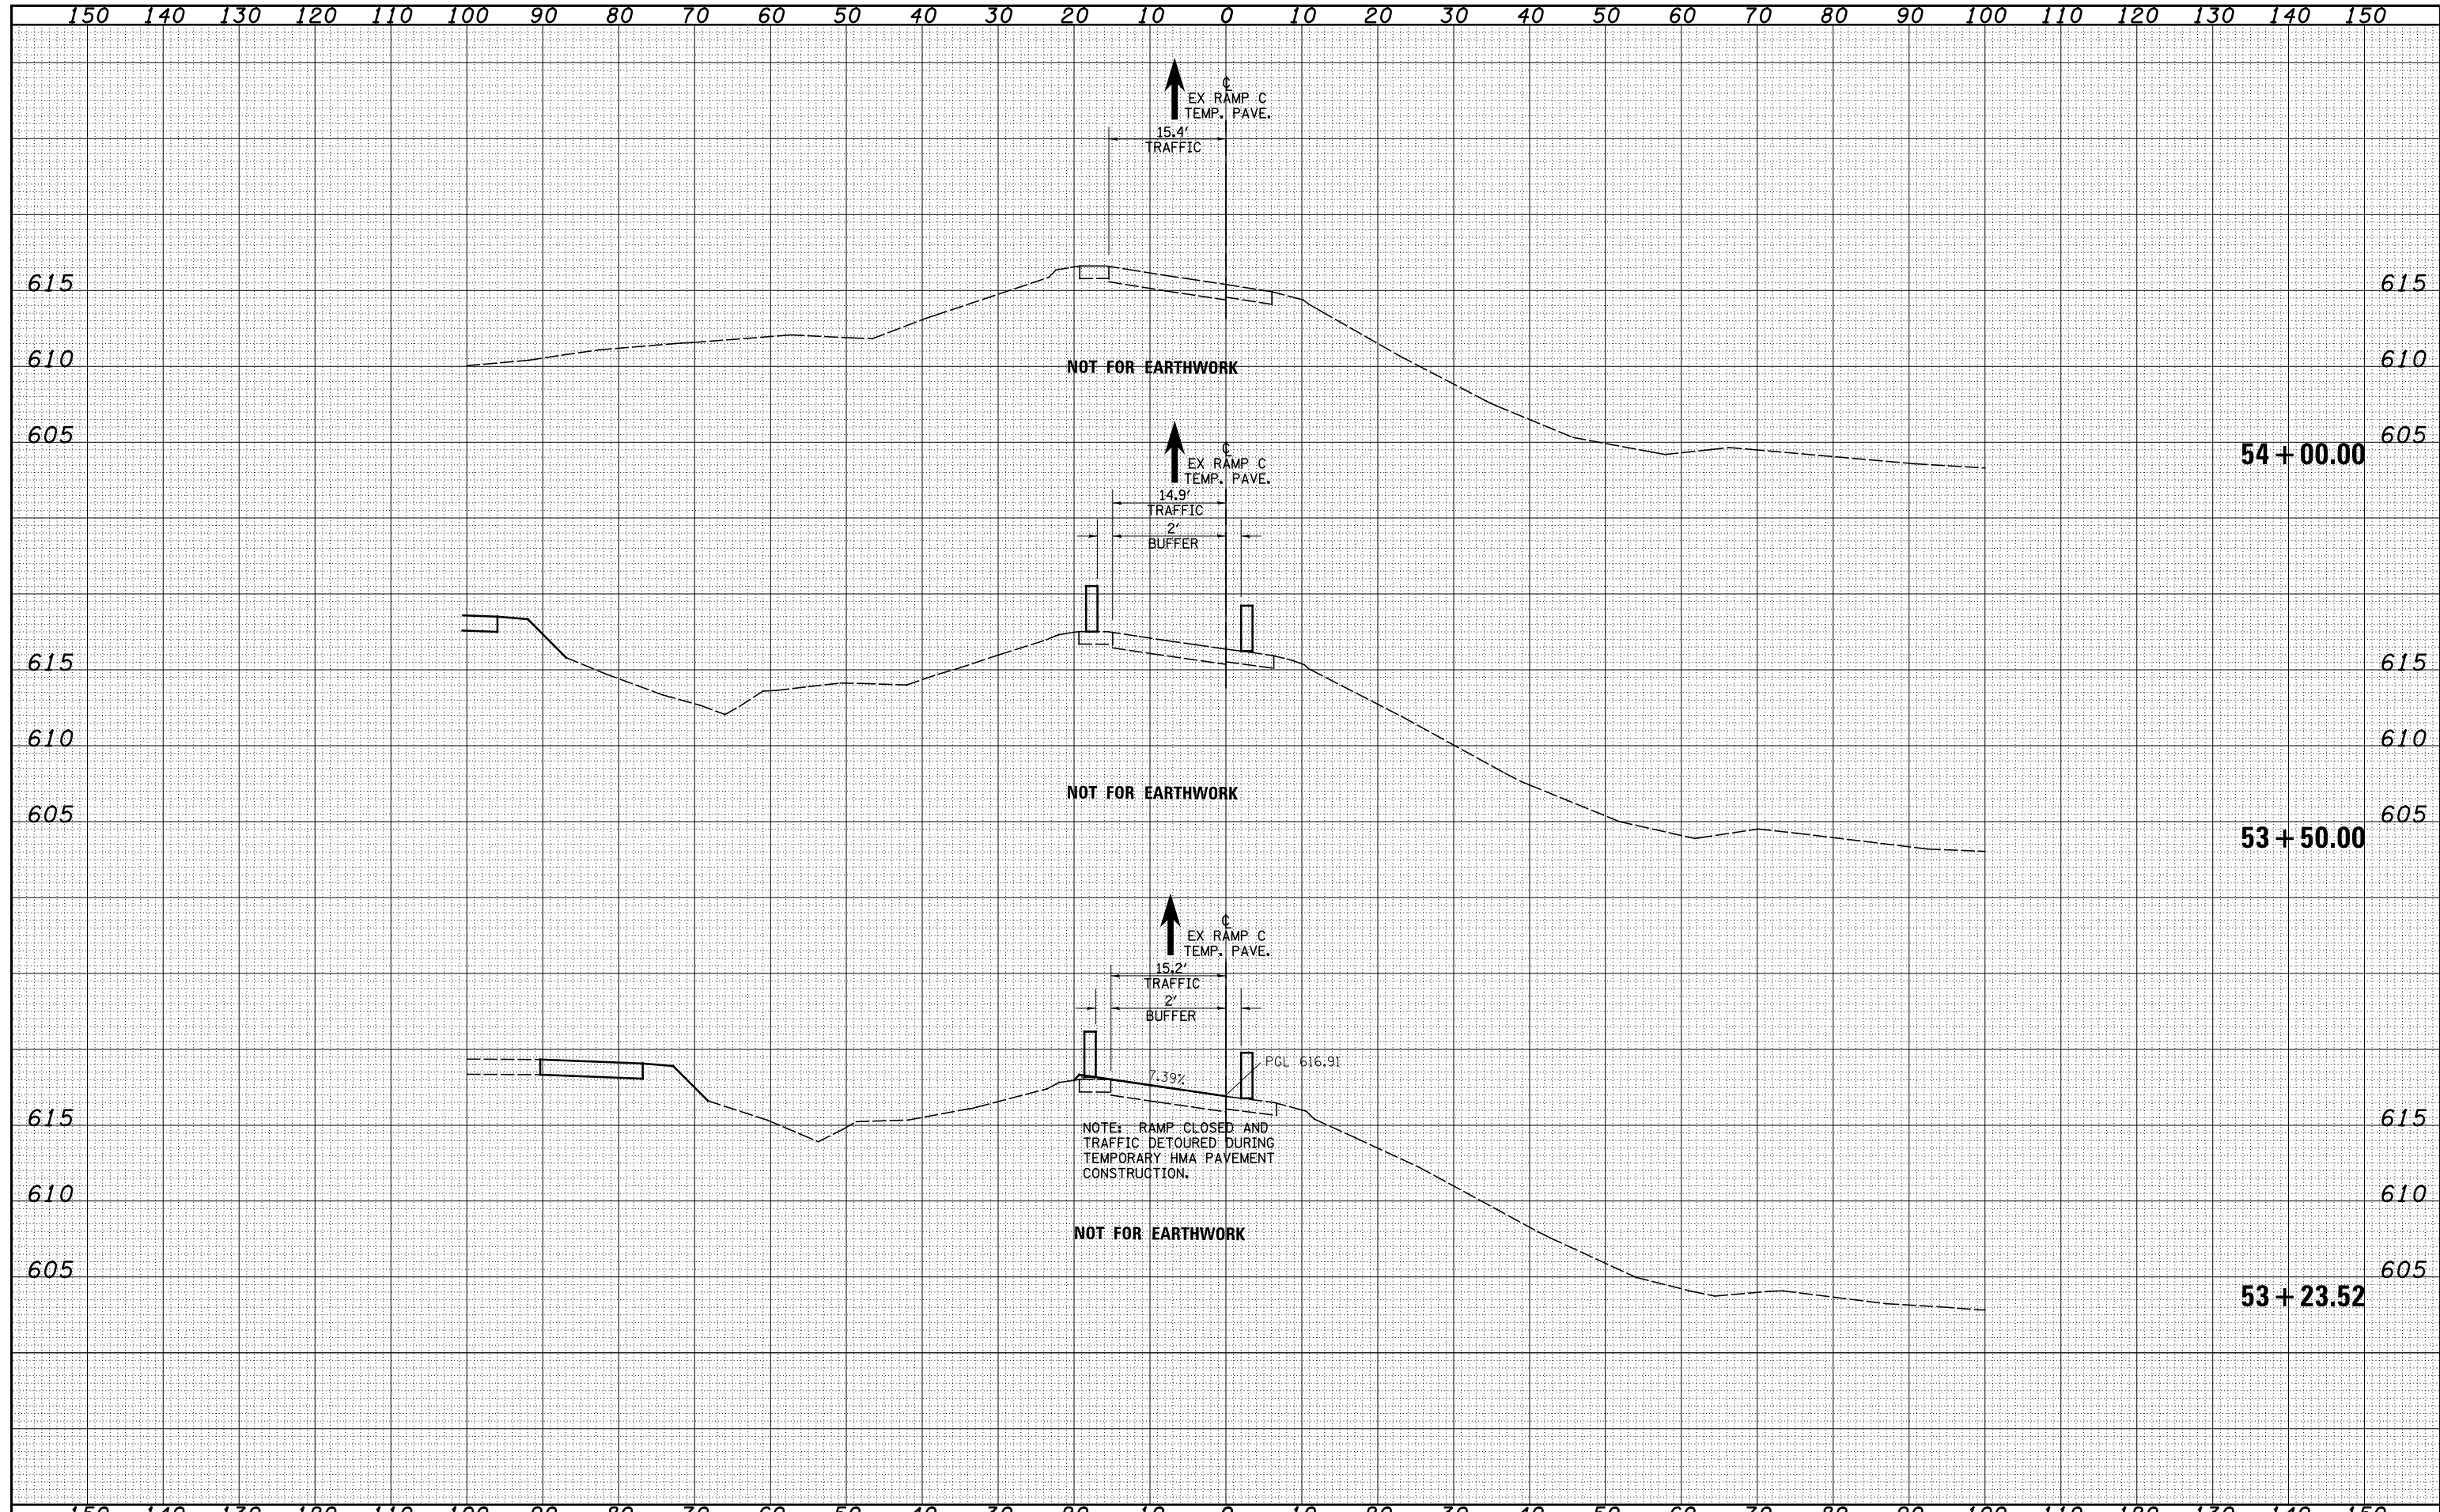 150 140 130 120 110 100 90 80 70 60 50 40 30 20 10 0 10 20 30 40 50 60 70 80 90 100 110 120 130 140 150
℄
EX RAMP C
TEMP. PAVE.
15.4'
TRAFFIC
615 615
610 610
NOT FOR EARTHWORK
605 605
54+00.00
℄
EX RAMP C
TEMP. PAVE.
14.9'
TRAFFIC
2'
BUFFER
615 615
610 610
NOT FOR EARTHWORK
605 605
53+50.00
℄
EX RAMP C
TEMP. PAVE.
15.2'
TRAFFIC
2'
BUFFER
PGL 616.91
7.39%
615 615
NOTE: RAMP CLOSED AND
TRAFFIC DETOURED DURING
TEMPORARY HMA PAVEMENT
CONSTRUCTION.
610 610
NOT FOR EARTHWORK
605 605
53+23.52
150 140 130 120 110 100 90 80 70 60 50 40 30 20 10 0 10 20 30 40 50 60 70 80 90 100 110 120 130 140 150